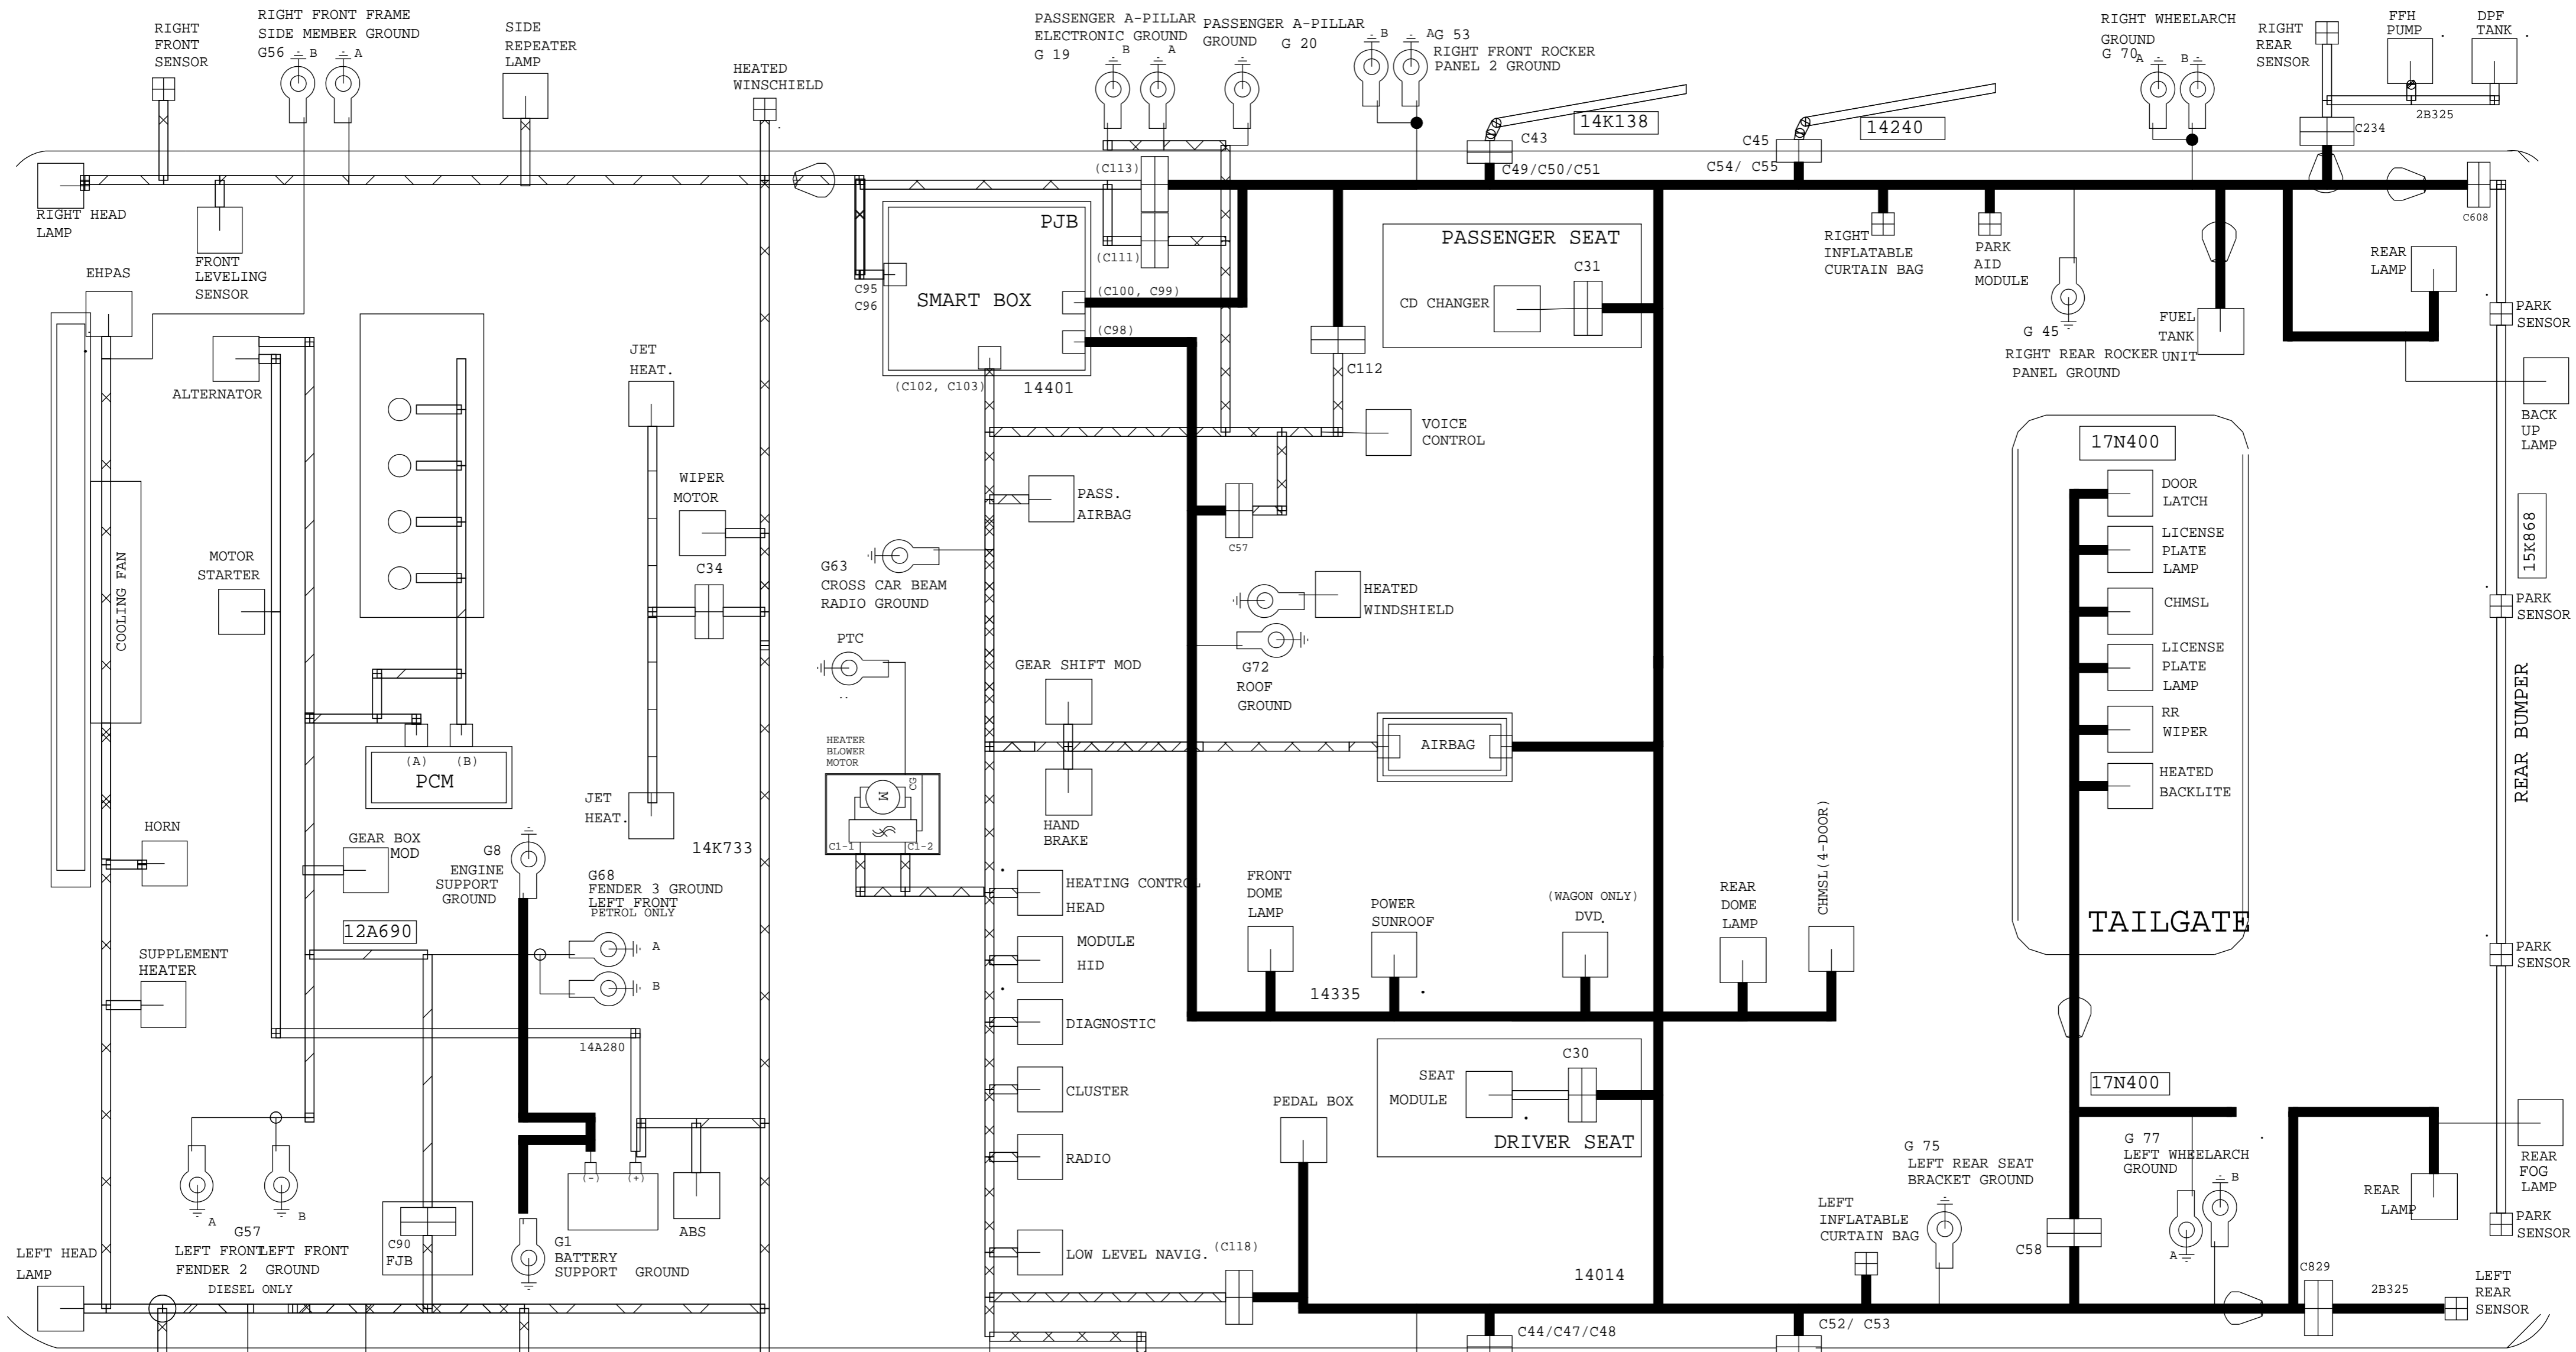 RIGHT
FRONT
SENSOR
RIGHT FRONT FRAME
SIDE MEMBER GROUND
G56 B A
SIDE
REPEATER
LAMP
HEATED
WINSCHIELD
PASSENGER A-PILLAR
ELECTRONIC GROUND
G 19 B A
PASSENGER A-PILLAR
GROUND G 20
B AG 53
RIGHT FRONT ROCKER
PANEL 2 GROUND
14K138
C43
C49/C50/C51
14240
C45
C54/ C55
RIGHT WHEELARCH
GROUND
G 70 A B
RIGHT
REAR
SENSOR
FFH
PUMP
DPF
TANK
2B325
C234
C608
RIGHT HEAD
LAMP
FRONT
LEVELING
SENSOR
EHPAS
COOLING FAN
ALTERNATOR
MOTOR
STARTER
(A) (B)
PCM
JET
HEAT.
WIPER
MOTOR
C34
JET
HEAT.
14K733
PJB
SMART BOX
C95
C96
(C113)
(C111)
(C100, C99)
(C98)
(C102, C103)
14401
C112
VOICE
CONTROL
PASSENGER SEAT
C31
CD CHANGER
RIGHT
INFLATABLE
CURTAIN BAG
PARK
AID
MODULE
G 45
RIGHT REAR ROCKER
PANEL GROUND
FUEL
TANK
UNIT
REAR
LAMP
PARK
SENSOR
BACK
UP
LAMP
PASS.
AIRBAG
C57
G63
CROSS CAR BEAM
RADIO GROUND
PTC
HEATED
WINDSHIELD
G72
ROOF
GROUND
GEAR SHIFT MOD
HAND
BRAKE
AIRBAG
HEATER
BLOWER
MOTOR
M
CG
C1-1 C1-2
17N400
DOOR
LATCH
LICENSE
PLATE
LAMP
CHMSL
LICENSE
PLATE
LAMP
RR
WIPER
HEATED
BACKLITE
TAILGATE
15K868
PARK
SENSOR
REAR BUMPER
PARK
SENSOR
HORN
GEAR BOX
MOD
12A690
SUPPLEMENT
HEATER
G8
ENGINE
SUPPORT
GROUND
G68
FENDER 3 GROUND
LEFT FRONT
PETROL ONLY
A
B
14A280
HEATING CONTROL
HEAD
MODULE
HID
DIAGNOSTIC
CLUSTER
RADIO
LOW LEVEL NAVIG.
(C118)
FRONT
DOME
LAMP
POWER
SUNROOF
(WAGON ONLY)
DVD
REAR
DOME
LAMP
CHMSL(4-DOOR)
14335
C30
SEAT
MODULE
DRIVER SEAT
PEDAL BOX
17N400
G 77
LEFT WHEELARCH
GROUND
A
B
G 75
LEFT REAR SEAT
BRACKET GROUND
LEFT
INFLATABLE
CURTAIN BAG
C58
REAR
LAMP
REAR
FOG
LAMP
PARK
SENSOR
C829
2B325
LEFT
REAR
SENSOR
14014
C44/C47/C48
C52/ C53
A B
G57
LEFT FRONT
FENDER 2
LEFT FRONT
GROUND
DIESEL ONLY
LEFT HEAD
LAMP
C90
FJB
G1
BATTERY
SUPPORT GROUND
(-) (+)
ABS